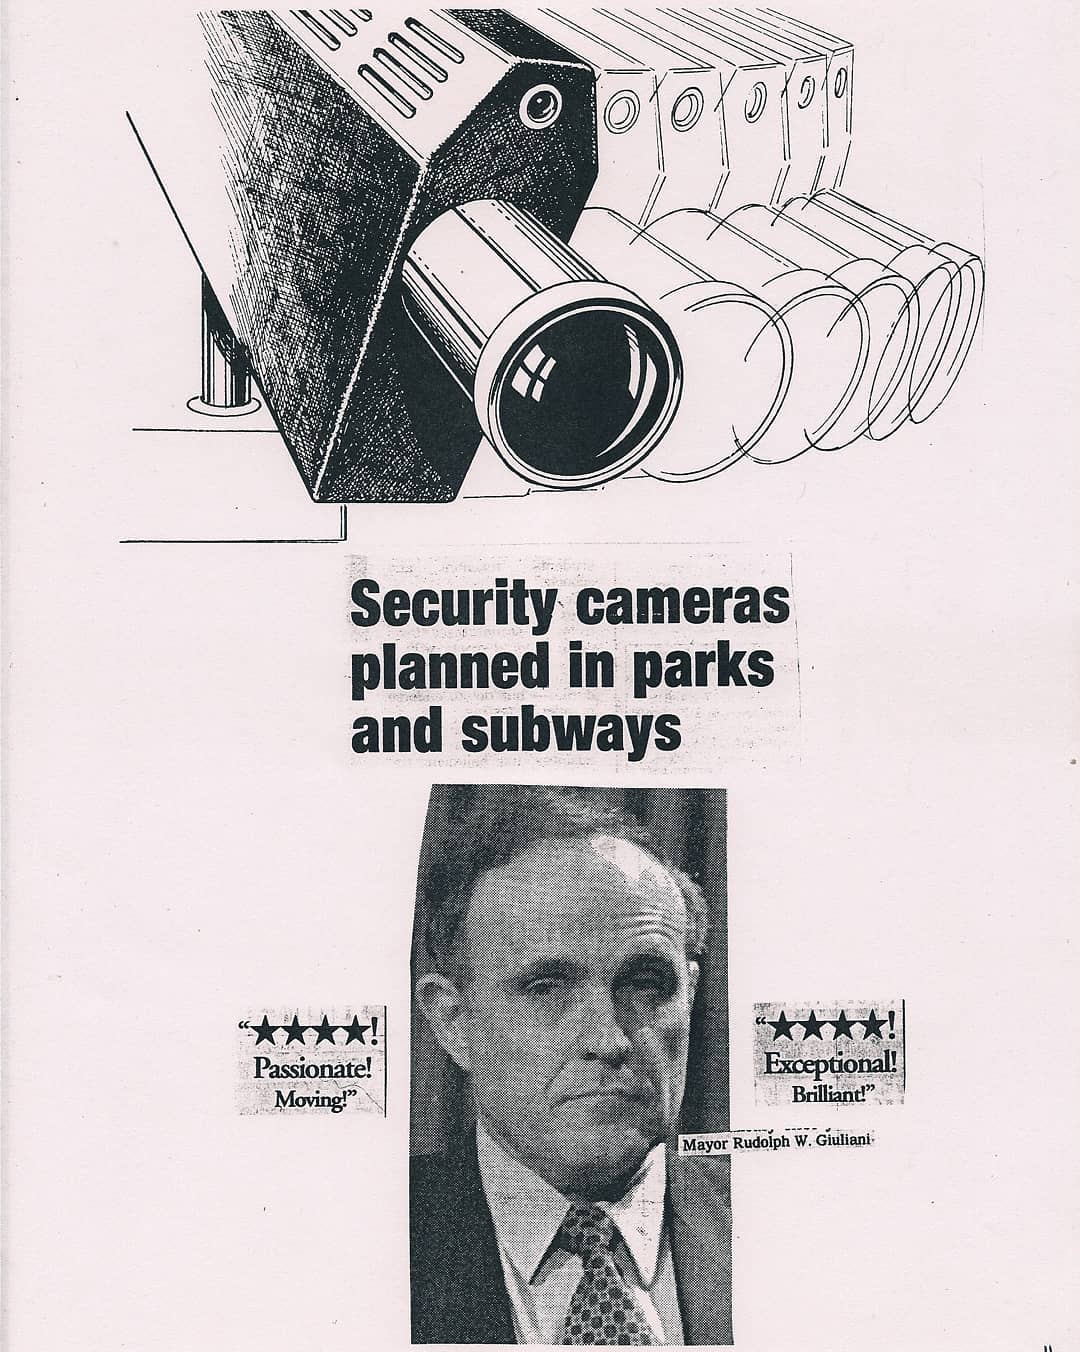 Security cameras
planned in parks
and subways
“★★★★!
Passionate!
Moving!”
“★★★★!
Exceptional!
Brilliant!”
Mayor Rudolph W. Giuliani